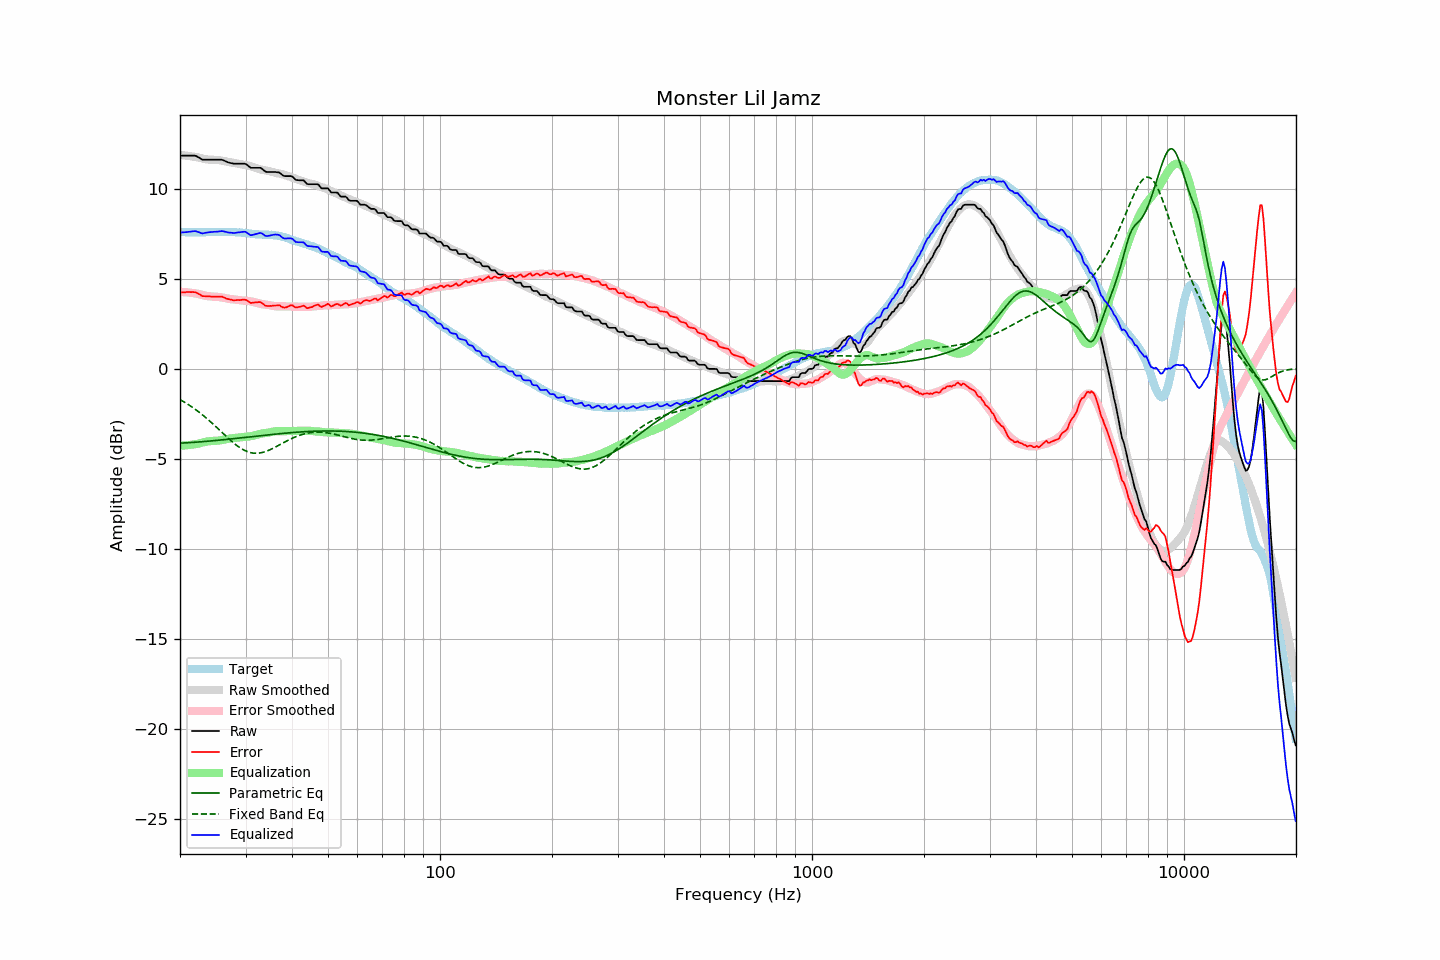 Monster Lil Jamz
Amplitude (dBr)
10
5
0
−5
−10
−15
−20
−25
Target
Raw Smoothed
Error Smoothed
Raw
Error
Equalization
Parametric Eq
Fixed Band Eq
Equalized
100
1000
10000
Frequency (Hz)